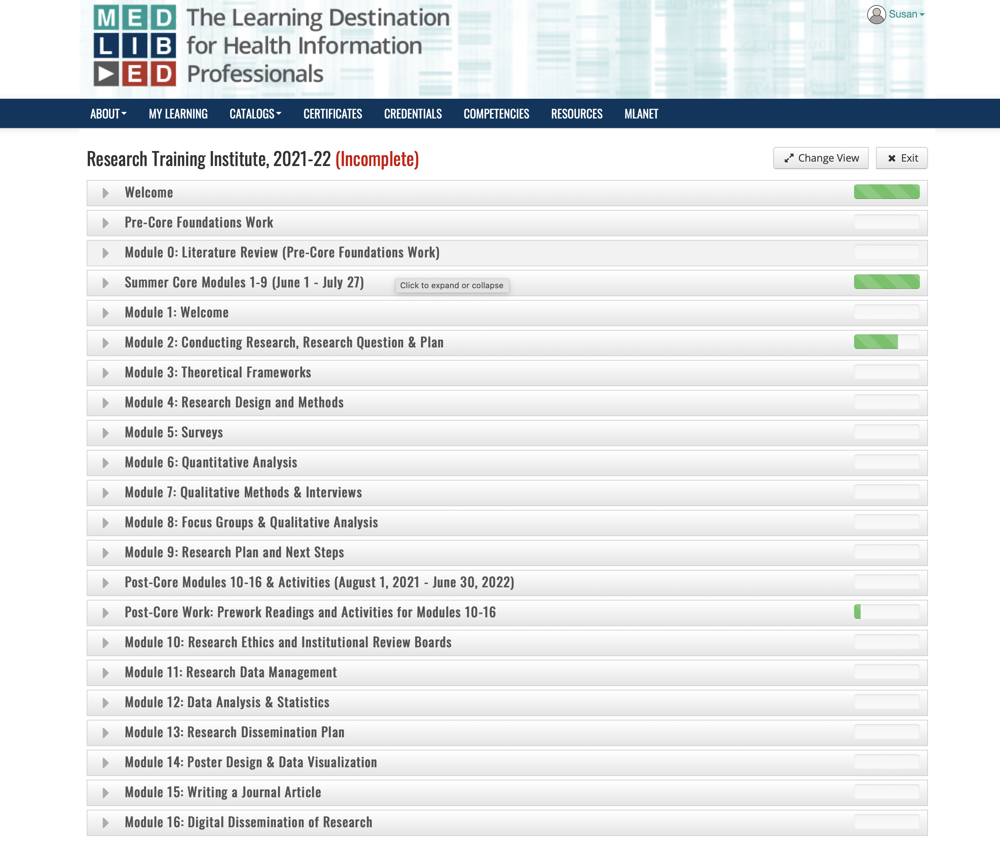 MED
LIB
ED
The Learning Destination
for Health Information
Professionals
Susan
ABOUT MY LEARNING CATALOGS CERTIFICATES CREDENTIALS COMPETENCIES RESOURCES MLANET
Research Training Institute, 2021-22 (Incomplete)
Change View
Exit
Welcome
Pre-Core Foundations Work
Module 0: Literature Review (Pre-Core Foundations Work)
Summer Core Modules 1-9 (June 1 - July 27)
Click to expand or collapse
Module 1: Welcome
Module 2: Conducting Research, Research Question & Plan
Module 3: Theoretical Frameworks
Module 4: Research Design and Methods
Module 5: Surveys
Module 6: Quantitative Analysis
Module 7: Qualitative Methods & Interviews
Module 8: Focus Groups & Qualitative Analysis
Module 9: Research Plan and Next Steps
Post-Core Modules 10-16 & Activities (August 1, 2021 - June 30, 2022)
Post-Core Work: Prework Readings and Activities for Modules 10-16
Module 10: Research Ethics and Institutional Review Boards
Module 11: Research Data Management
Module 12: Data Analysis & Statistics
Module 13: Research Dissemination Plan
Module 14: Poster Design & Data Visualization
Module 15: Writing a Journal Article
Module 16: Digital Dissemination of Research